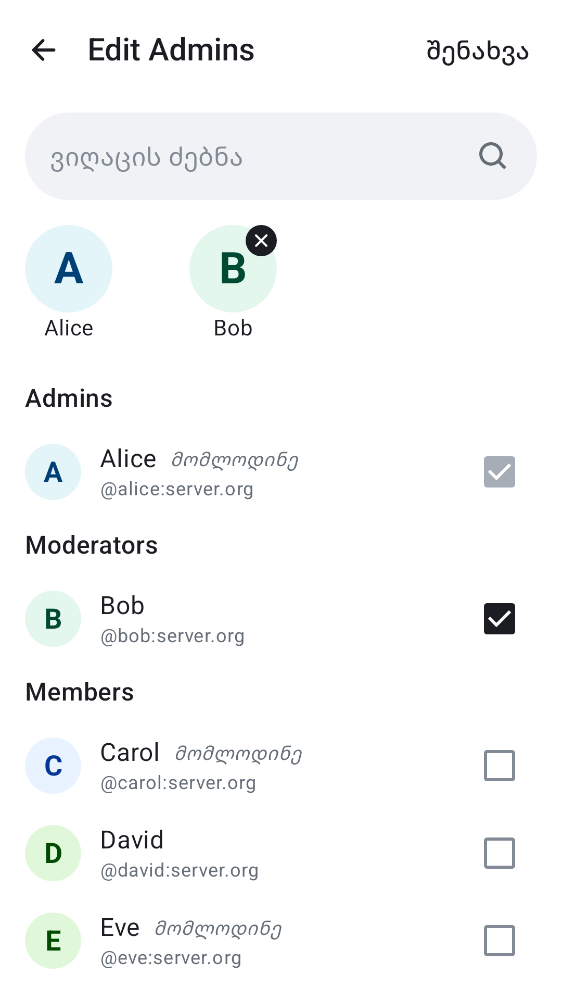 Edit Admins შენახვა
ვიღაცის ძებნა
A B
Alice Bob
Admins
A Alice მომლოდინე
@alice:server.org
Moderators
B Bob
@bob:server.org
Members
C Carol მომლოდინე
@carol:server.org
D David
@david:server.org
E Eve მომლოდინე
@eve:server.org